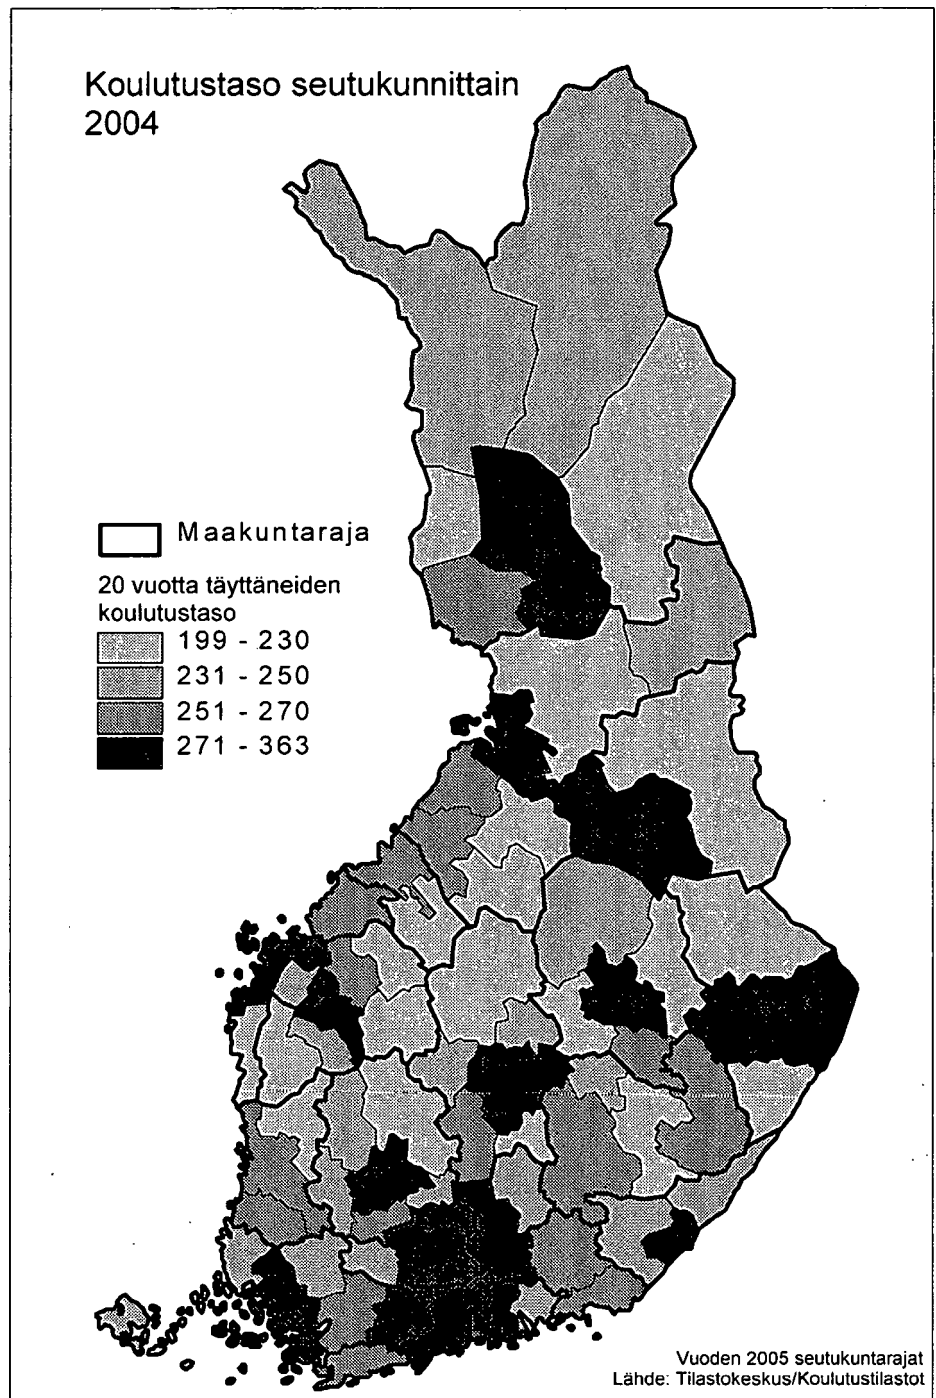 Koulutustaso seutukunnittain
2004
Maakuntaraja
20 vuotta täyttäneiden
koulutustaso
199 - 230
231 - 250
251 - 270
271 - 363
Vuoden 2005 seutukuntarajat
Lähde: Tilastokeskus/Koulutustilastot